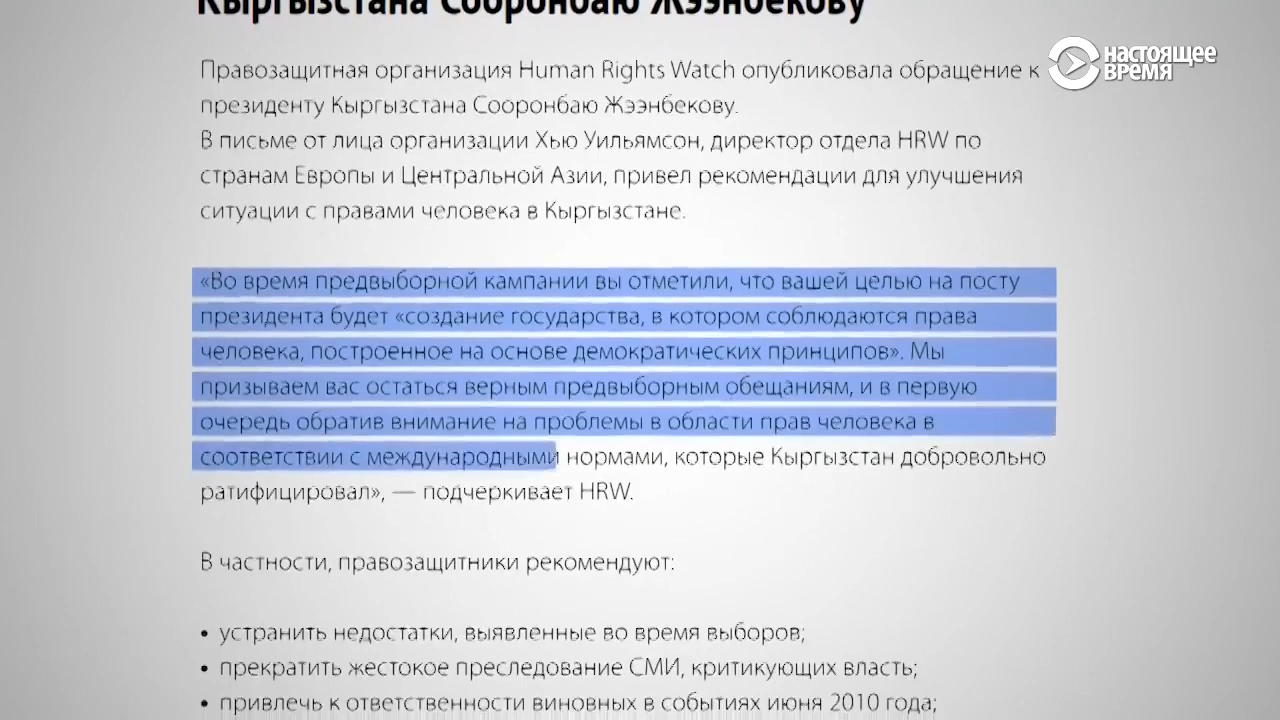 Кыргызстана Сооронбаю Жээнбекову
настоящее
время
Правозащитная организация Human Rights Watch опубликовала обращение к
президенту Кыргызстана Сооронбаю Жээнбекову.
В письме от лица организации Хью Уильямсон, директор отдела HRW по
странам Европы и Центральной Азии, привел рекомендации для улучшения
ситуации с правами человека в Кыргызстане.
«Во время предвыборной кампании вы отметили, что вашей целью на посту
президента будет «создание государства, в котором соблюдаются права
человека, построенное на основе демократических принципов». Мы
призываем вас остаться верным предвыборным обещаниям, и в первую
очередь обратив внимание на проблемы в области прав человека в
соответствии с международными нормами, которые Кыргызстан добровольно
ратифицировал», — подчеркивает HRW.
В частности, правозащитники рекомендуют:
• устранить недостатки, выявленные во время выборов;
• прекратить жестокое преследование СМИ, критикующих власть;
• привлечь к ответственности виновных в событиях июня 2010 года;